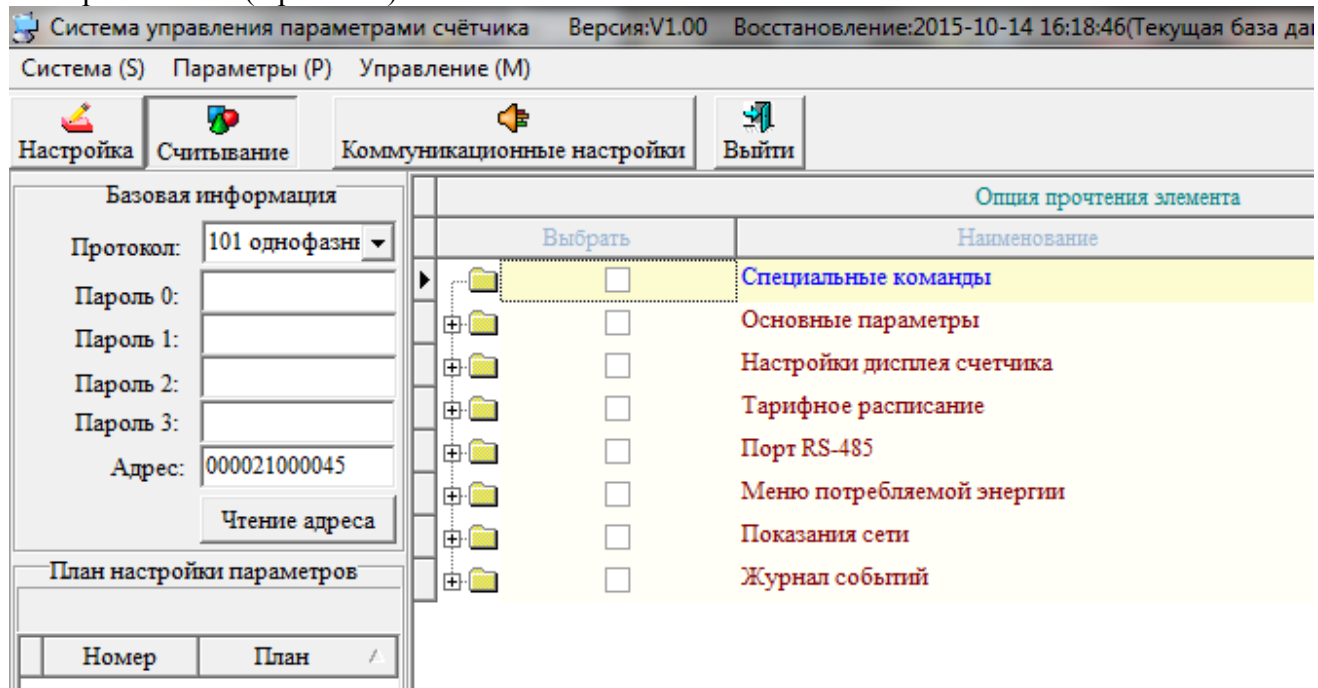 Система управления параметрами счётчика Версия:V1.00 Восстановление:2015-10-14 16:18:46(Текущая база
Система (S) Параметры (P) Управление (M)
Настройка Считывание Коммуникационные настройки Выйти
Базовая информация
Протокол: 101 однофазн
Пароль 0:
Пароль 1:
Пароль 2:
Пароль 3:
Адрес: 000021000045
Чтение адреса
План настройки параметров
Номер План
Опция прочтения элемента
Выбрать Наименование
Специальные команды
Основные параметры
Настройки дисплея счетчика
Тарифное расписание
Порт RS-485
Меню потребляемой энергии
Показания сети
Журнал событий